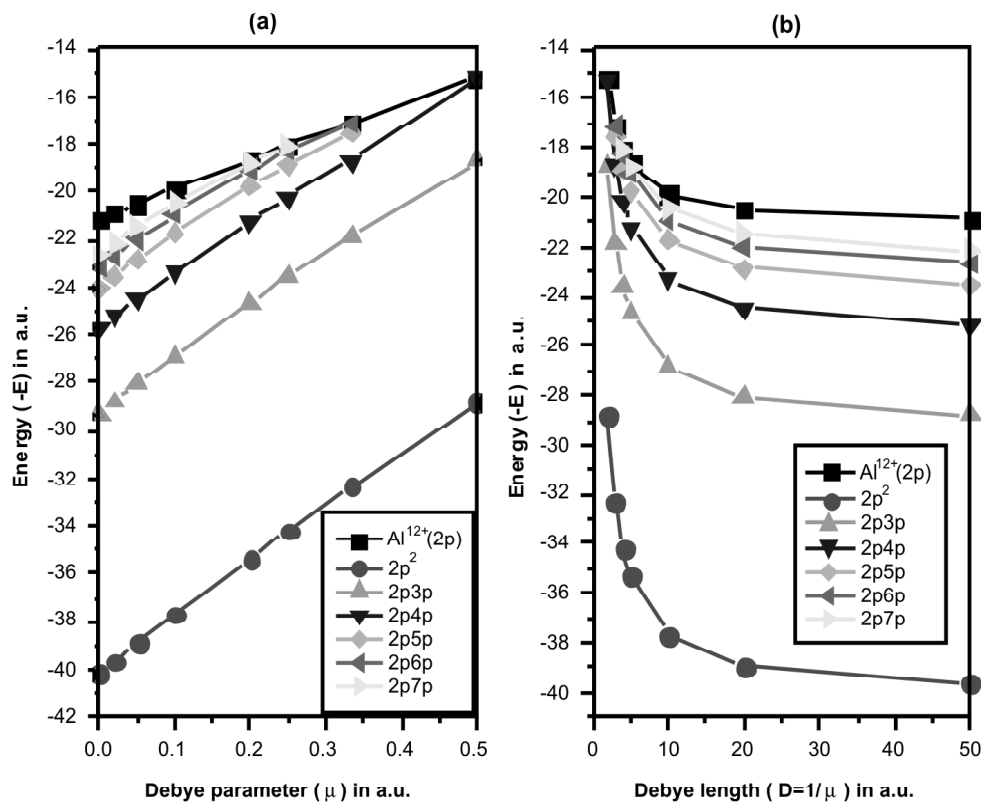 (a)
Energy (-E) in a.u.
-14
-16
-18
-20
-22
-24
-26
-28
-30
-32
-34
-36
-38
-40
-42
0.0
0.1
0.2
0.3
0.4
0.5
Debye parameter (μ) in a.u.
Al¹²⁺(2p)
2p²
2p3p
2p4p
2p5p
2p6p
2p7p
(b)
Energy (-E) in a.u.
-14
-16
-18
-20
-22
-24
-26
-28
-30
-32
-34
-36
-38
-40
0
10
20
30
40
50
Debye length ( D=1/μ) in a.u.
Al¹²⁺(2p)
2p²
2p3p
2p4p
2p5p
2p6p
2p7p